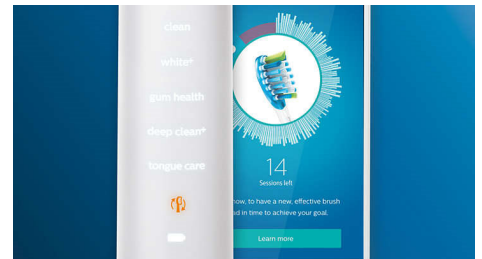 clean
white+
gum health
deep clean+
tongue care
14
Sessions left
now, to have a new, effective brush
ad in time to achieve your goal.
Learn more